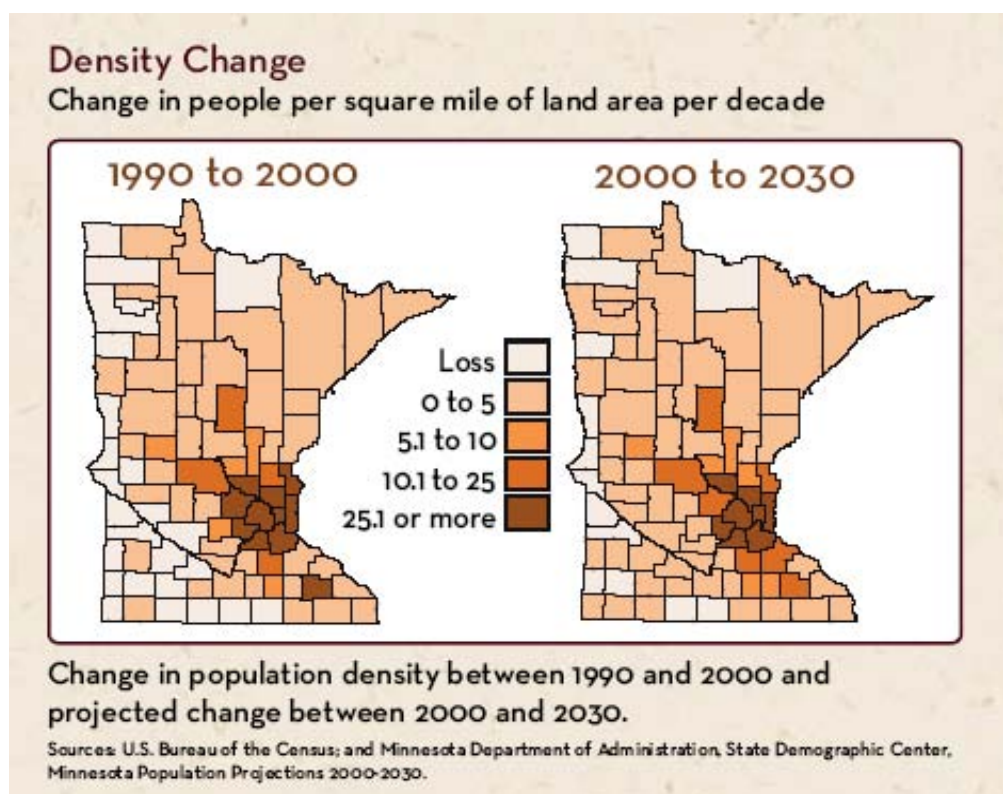 Density Change
Change in people per square mile of land area per decade
1990 to 2000
2000 to 2030
Loss
0 to 5
5.1 to 10
10.1 to 25
25.1 or more
Change in population density between 1990 and 2000 and
projected change between 2000 and 2030.
Sources: U.S. Bureau of the Census; and Minnesota Department of Administration, State Demographic Center,
Minnesota Population Projections 2000-2030.